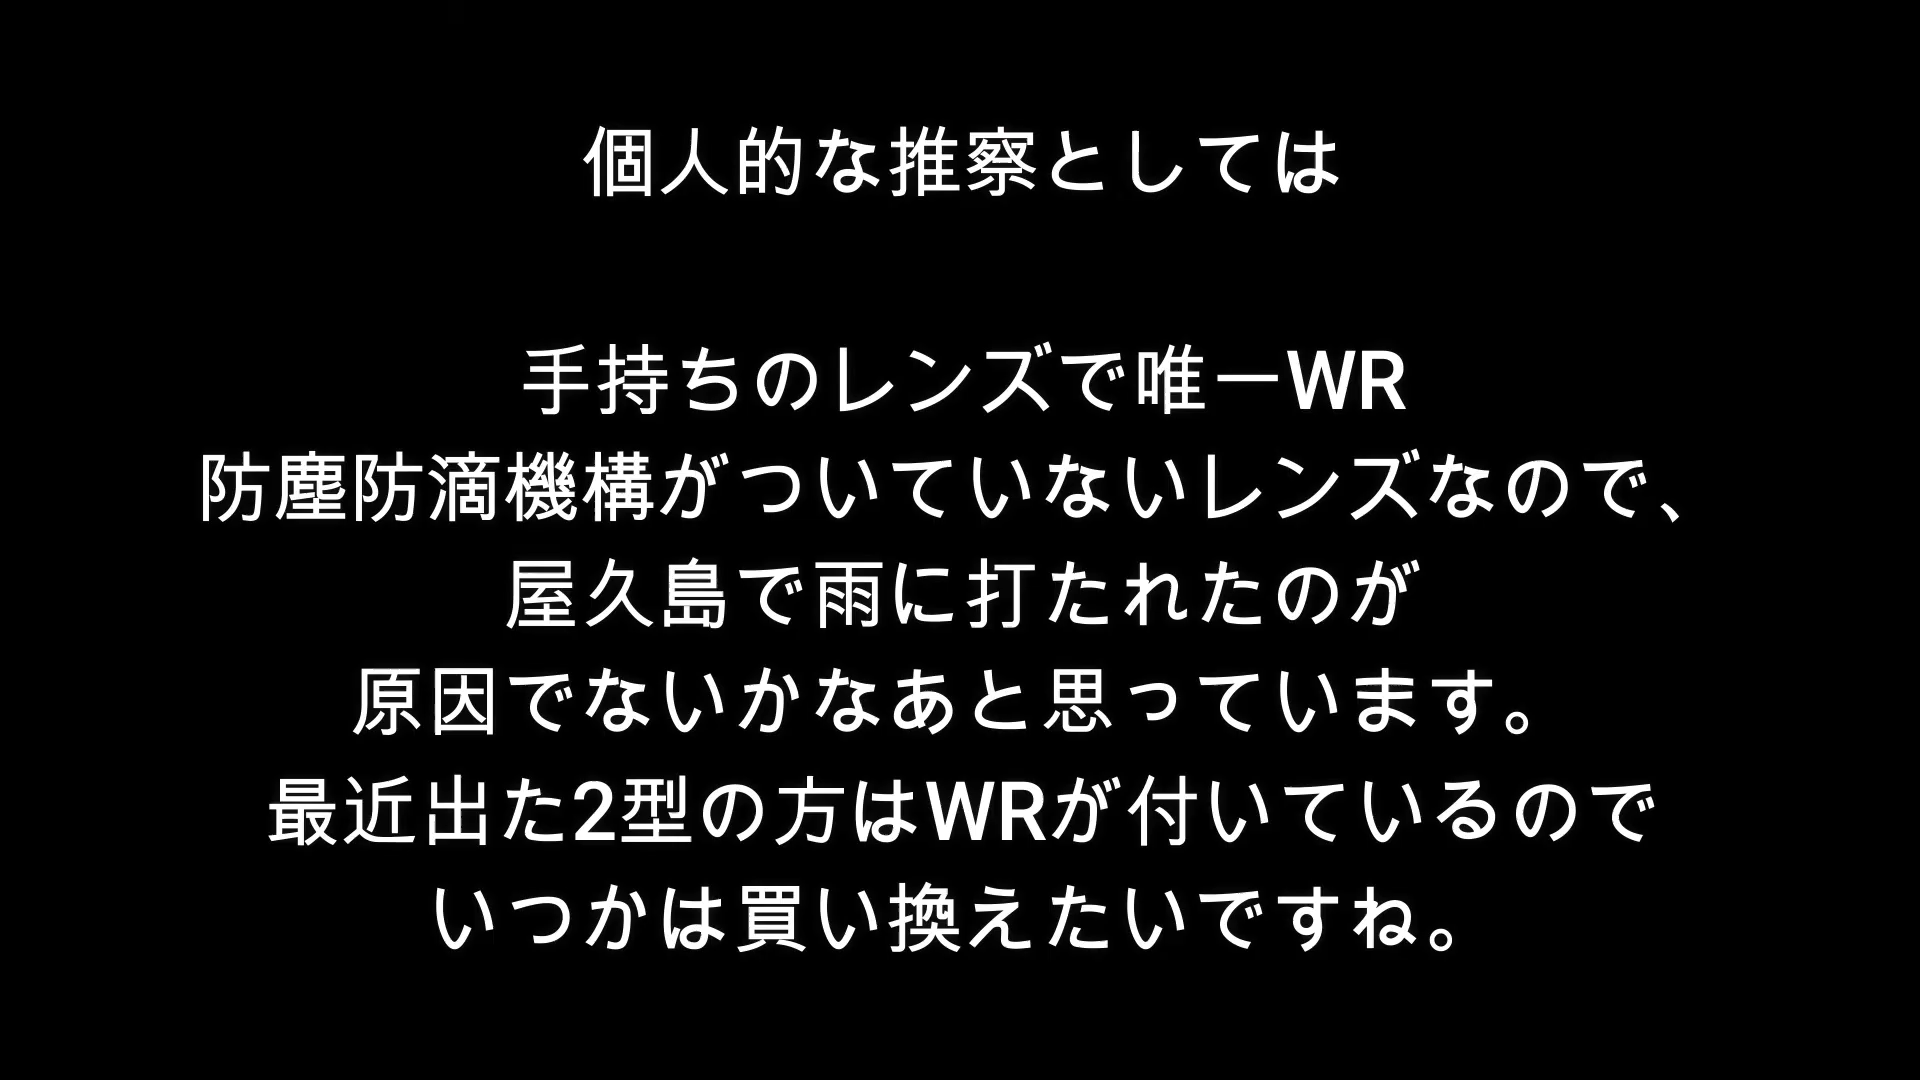 個人的な推察としては
手持ちのレンズで唯一WR
防塵防滴機構がついていないレンズなので、
屋久島で雨に打たれたのが
原因でないかなあと思っています。
最近出た2型の方はWRが付いているので
いつかは買い換えたいですね。